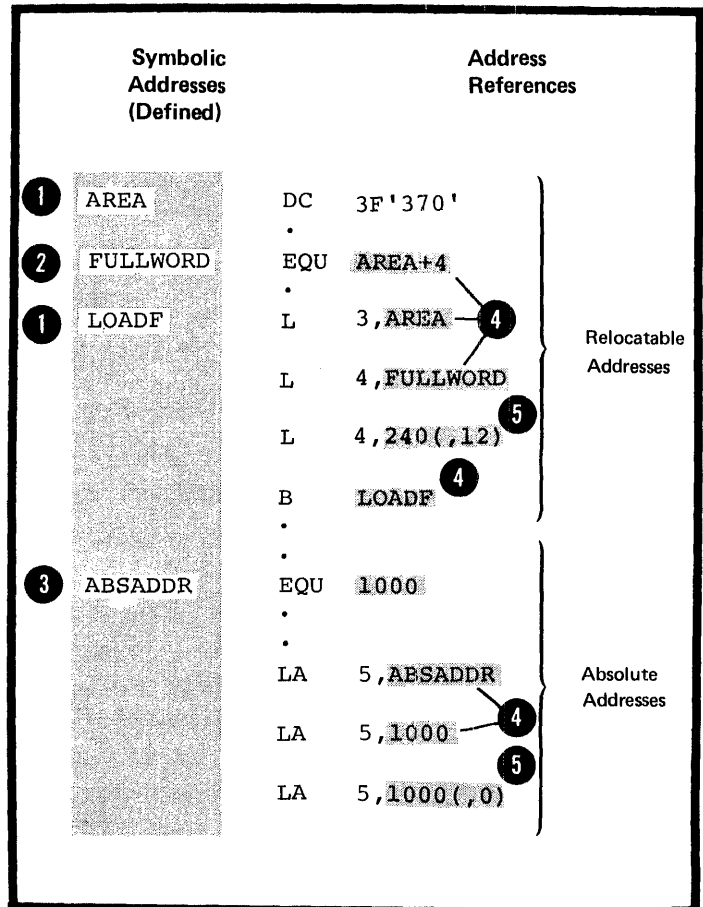 Symbolic Addresses (Defined)
Address References
1 AREA DC 3F'370'
.
2 FULLWORD EQU AREA+4
.
1 LOADF L 3,AREA 4
L 4,FULLWORD
L 4,240(,12) 5
B LOADF 4
.
.
Relocatable Addresses
3 ABSADDR EQU 1000
.
.
LA 5,ABSADDR
LA 5,1000 4
LA 5,1000(,0) 5
Absolute Addresses